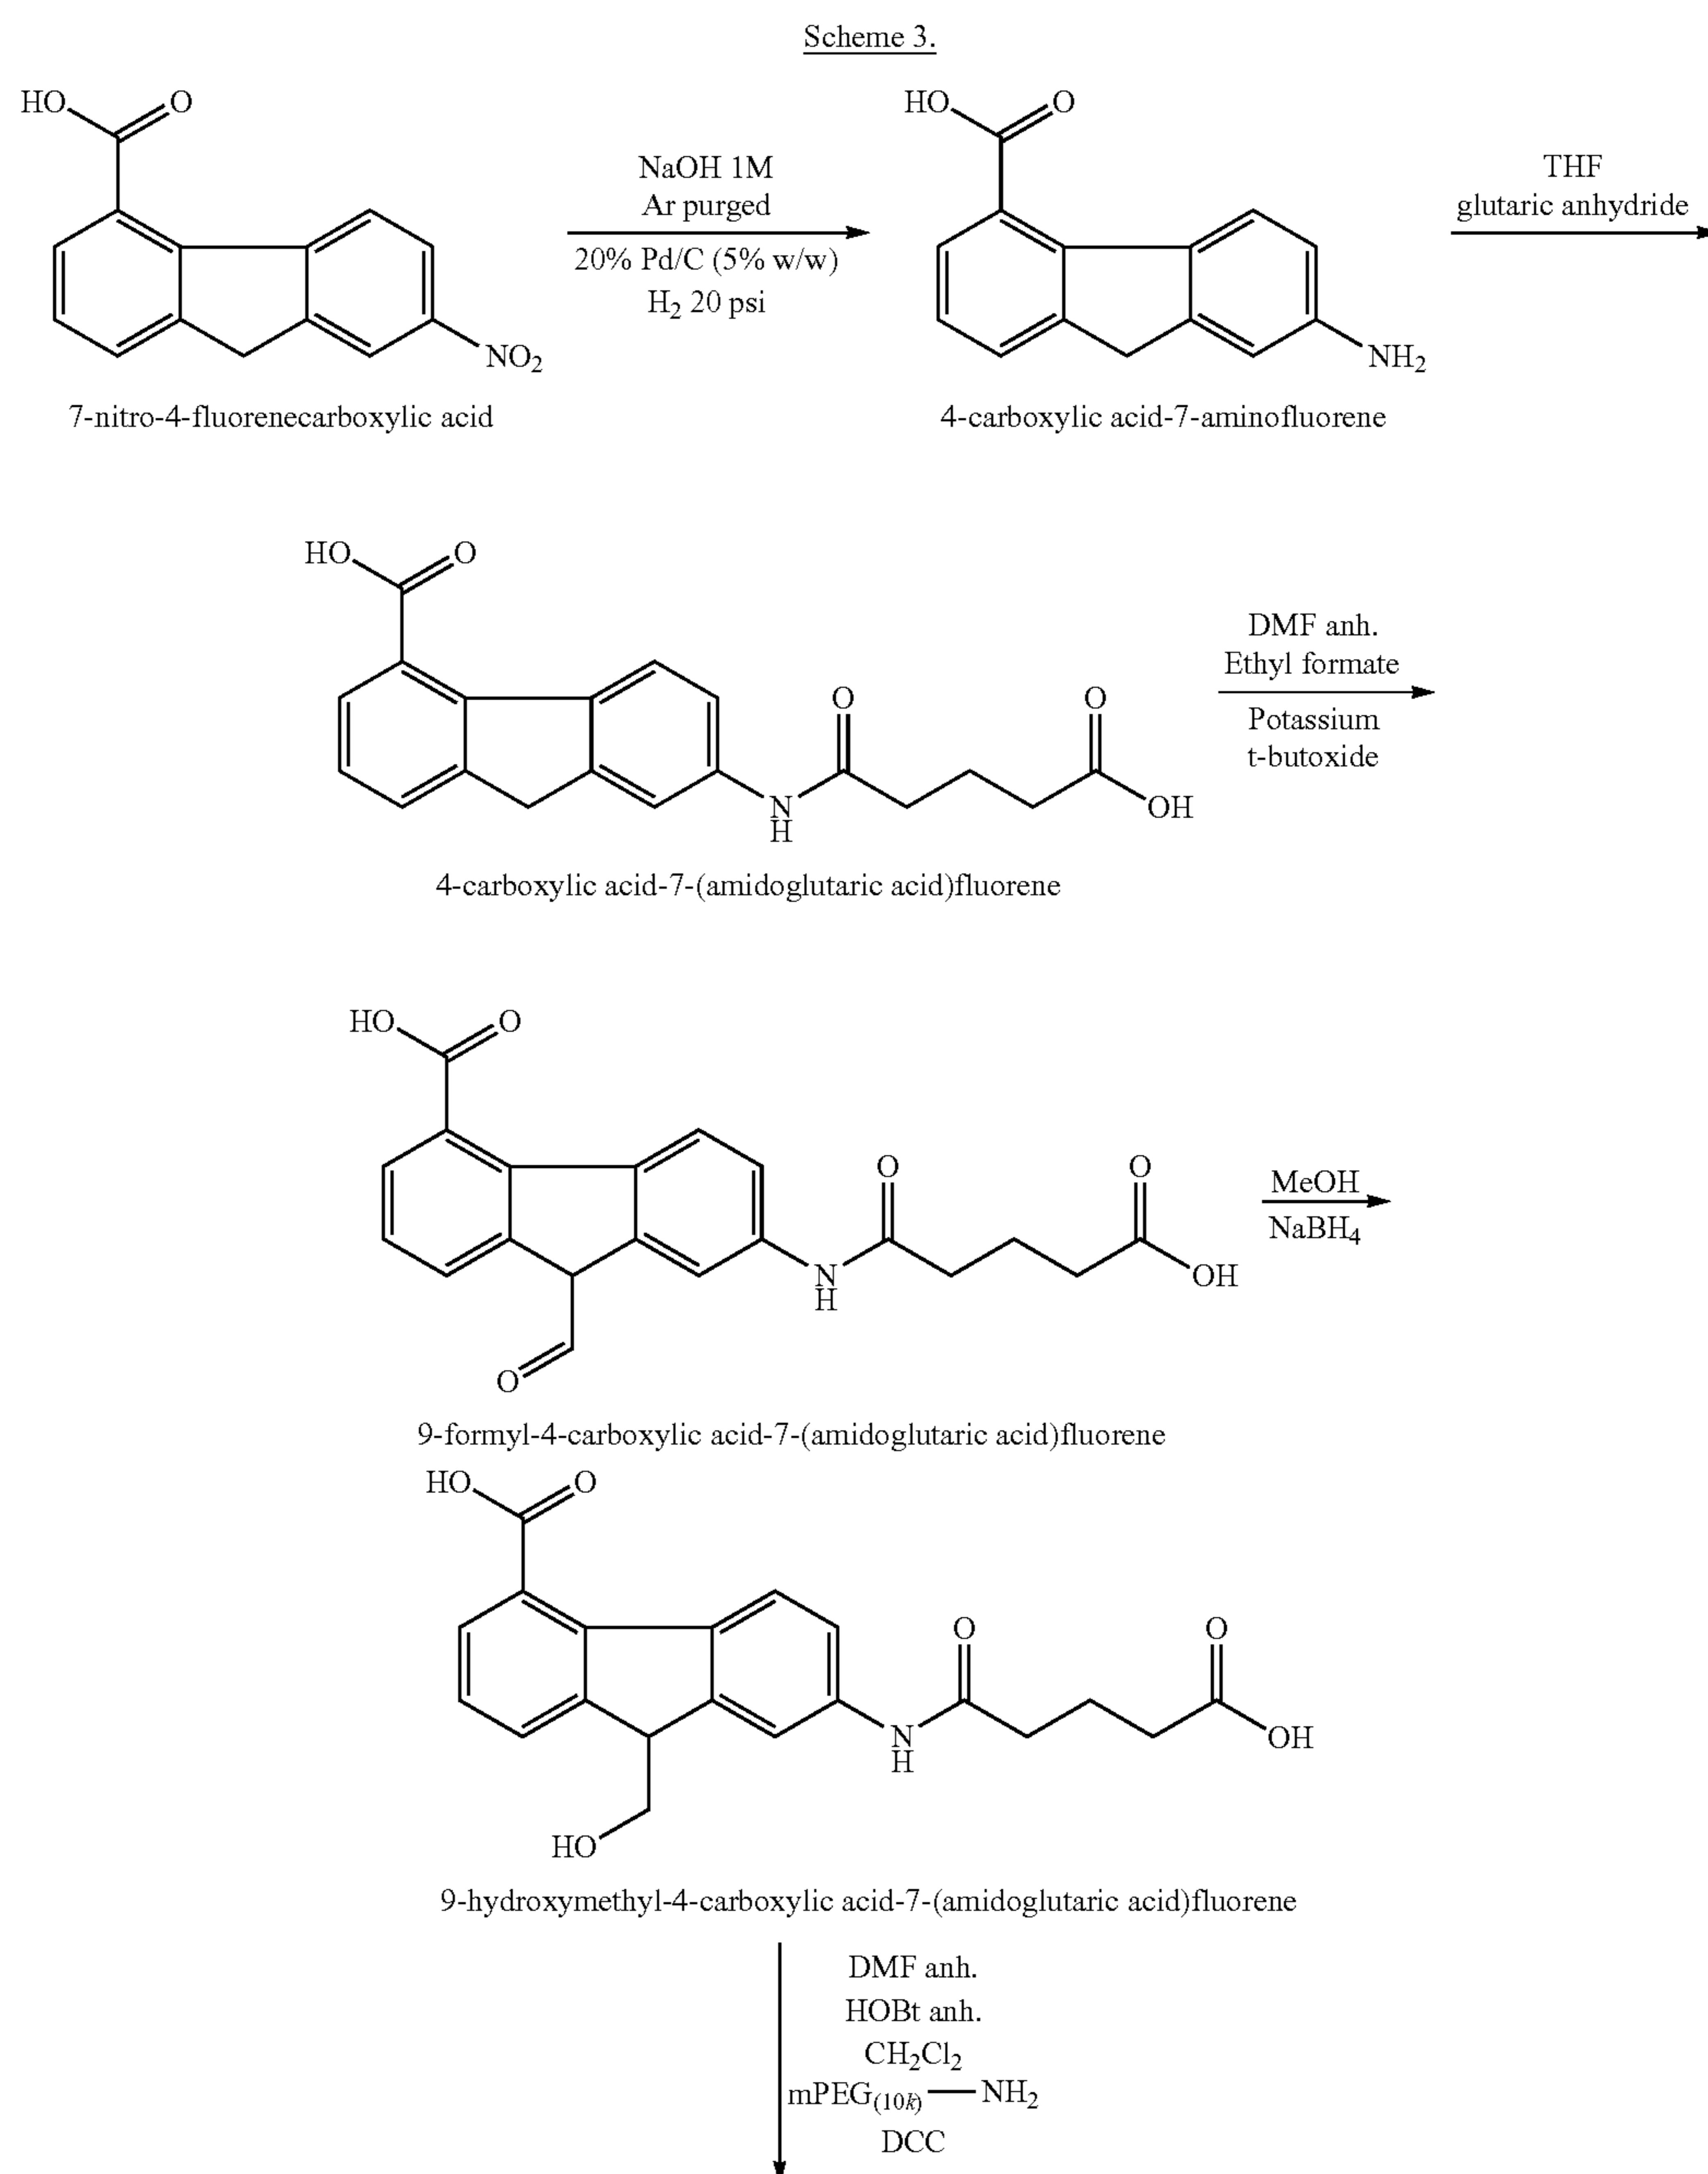 Scheme 3.
HO O
NO₂
7-nitro-4-fluorenecarboxylic acid
NaOH 1M
Ar purged
20% Pd/C (5% w/w)
H₂ 20 psi
HO O
NH₂
4-carboxylic acid-7-aminofluorene
THF
glutaric anhydride
HO O
O O
N
H
OH
4-carboxylic acid-7-(amidoglutaric acid)fluorene
DMF anh.
Ethyl formate
Potassium
t-butoxide
HO O
O O
N
H
OH
O
9-formyl-4-carboxylic acid-7-(amidoglutaric acid)fluorene
MeOH
NaBH₄
HO O
O O
N
H
OH
HO
9-hydroxymethyl-4-carboxylic acid-7-(amidoglutaric acid)fluorene
DMF anh.
HOBt anh.
CH₂Cl₂
mPEG(10k)—NH₂
DCC